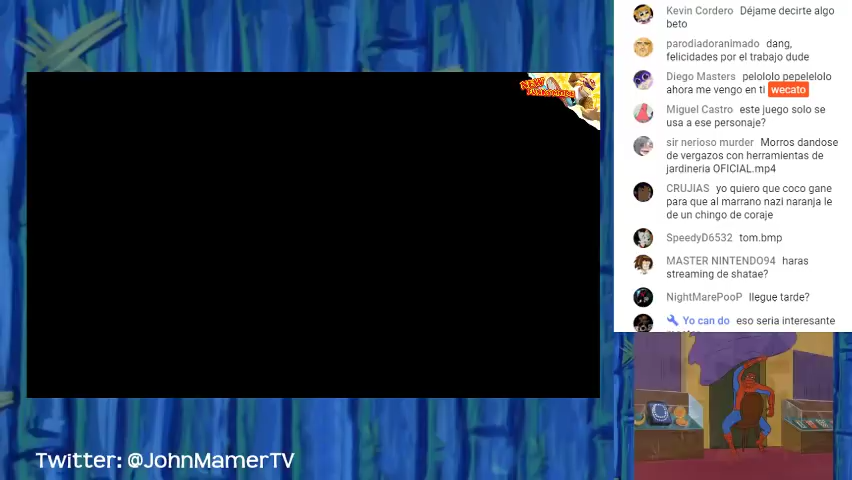 Kevin Cordero Déjame decirte algo
beto
parodiadoranimado dang,
felicidades por el trabajo dude
Diego Masters pelololo pepelelolo
ahora me vengo en ti wecato
Miguel Castro este juego solo se
usa a ese personaje?
sir nerioso murder Morros dandose
de vergazos con herramientas de
jardineria OFICIAL.mp4
CRUJIAS yo quiero que coco gane
para que al marrano nazi naranja le
de un chingo de coraje
SpeedyD6532 tom.bmp
MASTER NINTENDO94 haras
streaming de shatae?
NightMarePooP llegue tarde?
Yo can do eso seria interesante
NEW
Twitter: @JohnMamerTV